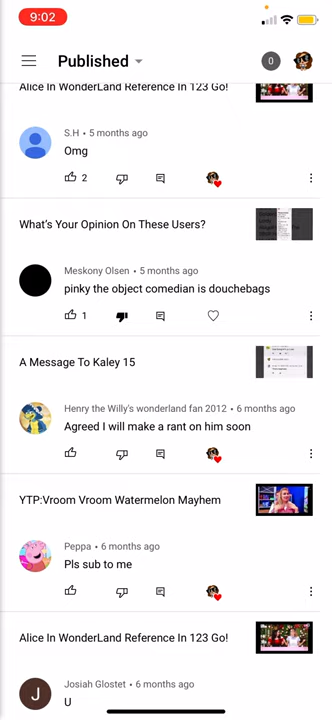 9:02
Published
0
Alice In WonderLand Reference In 123 Go!
S.H • 5 months ago
Omg
2
What's Your Opinion On These Users?
Meskony Olsen • 5 months ago
pinky the object comedian is douchebags
1
A Message To Kaley 15
Henry the Willy's wonderland fan 2012 • 6 months ago
Agreed I will make a rant on him soon
YTP:Vroom Vroom Watermelon Mayhem
Peppa • 6 months ago
Pls sub to me
Alice In WonderLand Reference In 123 Go!
J
Josiah Glostet • 6 months ago
U